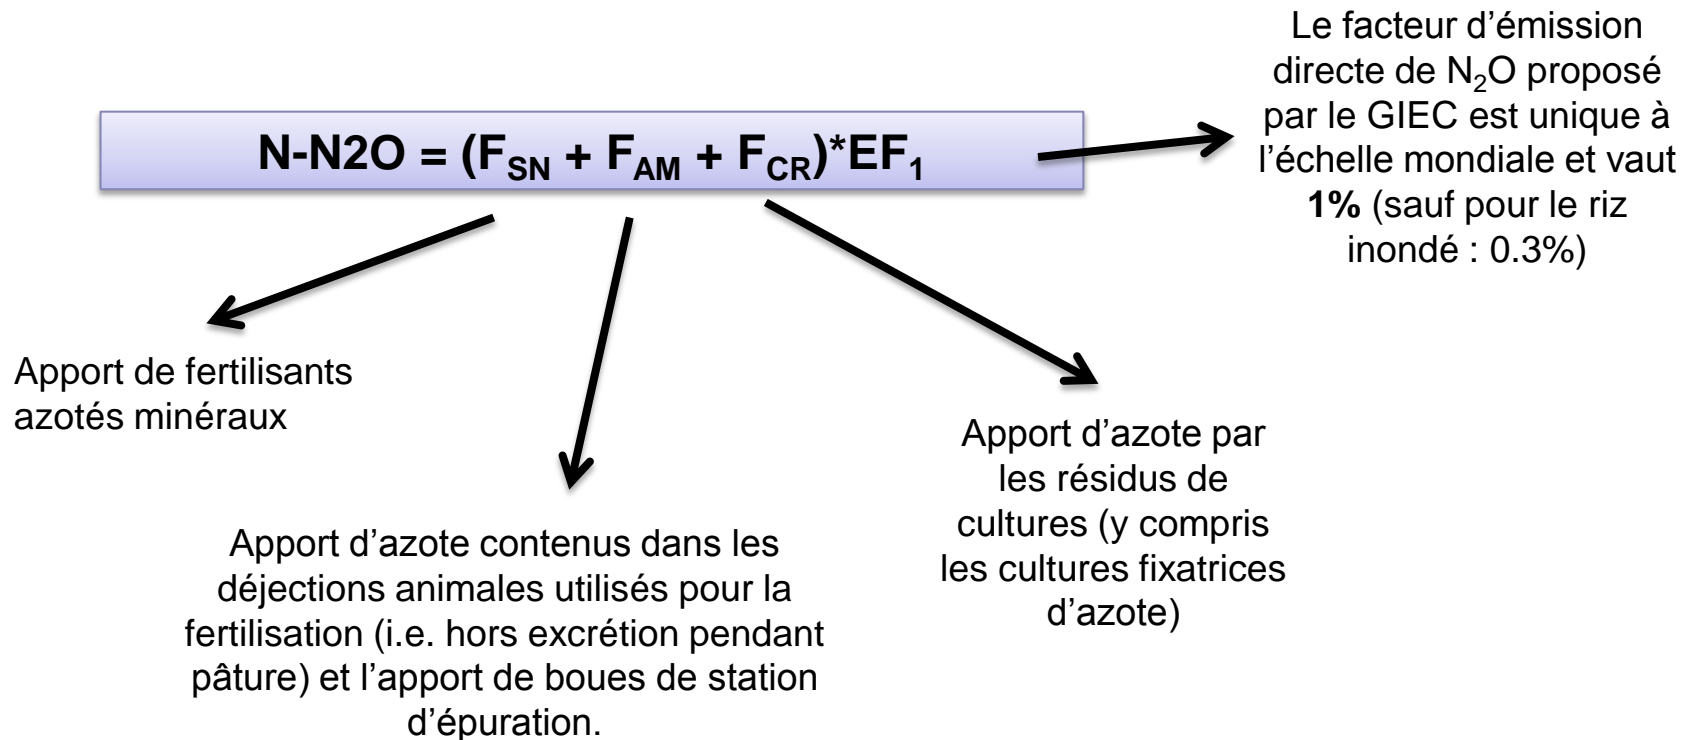 Le facteur d’émission
directe de N₂O proposé
par le GIEC est unique à
l’échelle mondiale et vaut
1% (sauf pour le riz
inondé : 0.3%)
N-N2O = (F_SN + F_AM + F_CR)*EF₁
Apport de fertilisants
azotés minéraux
Apport d’azote contenus dans les
déjections animales utilisés pour la
fertilisation (i.e. hors excrétion pendant
pâture) et l’apport de boues de station
d’épuration.
Apport d’azote par
les résidus de
cultures (y compris
les cultures fixatrices
d’azote)